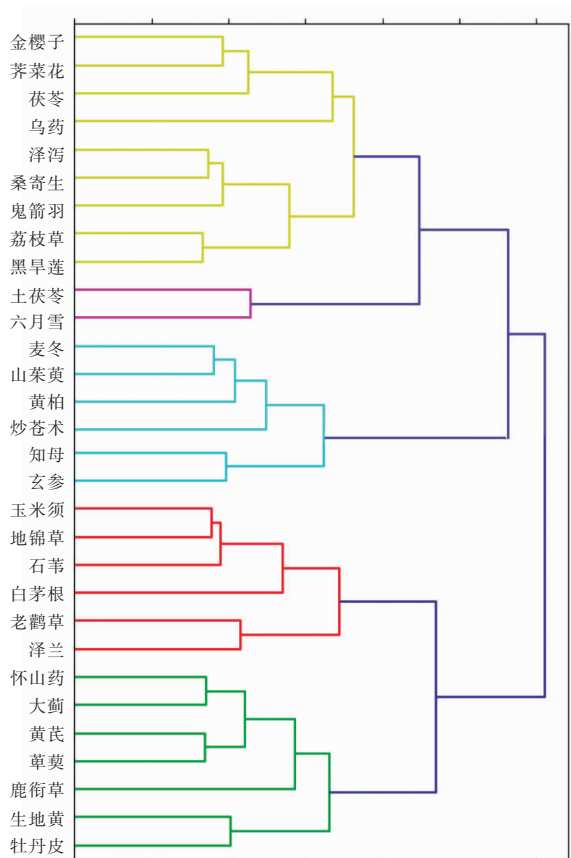 金樱子
荠菜花
茯苓
乌药
泽泻
桑寄生
鬼箭羽
荔枝草
黑旱莲
土茯苓
六月雪
麦冬
山茱萸
黄柏
炒苍术
知母
玄参
玉米须
地锦草
石苇
白茅根
老鹳草
泽兰
怀山药
大蓟
黄芪
萆薢
鹿衔草
生地黄
牡丹皮